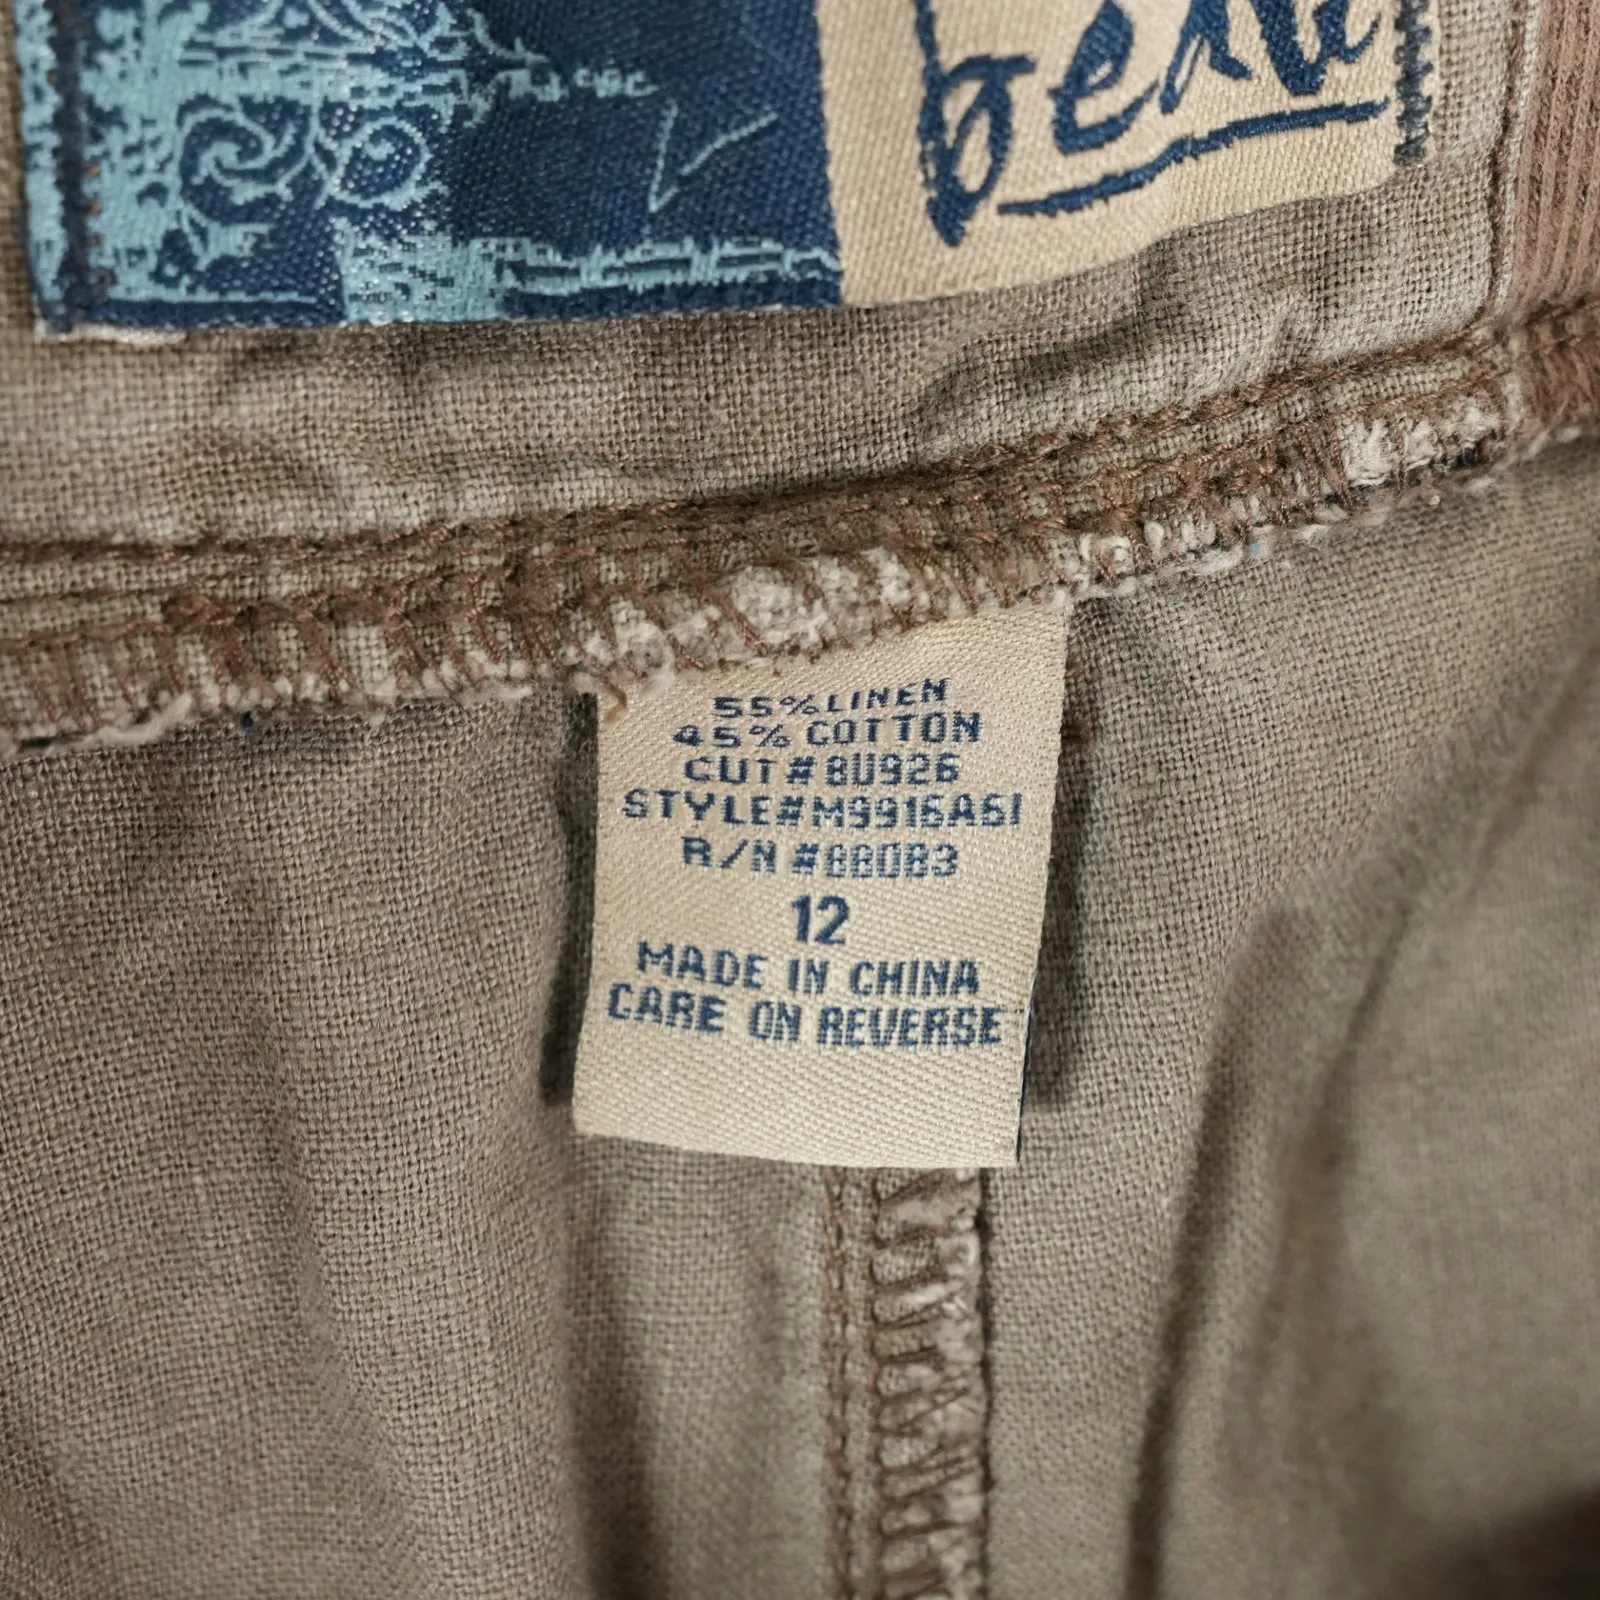 55% LINEN
45% COTTON
CUT # 8U926
STYLE# M9916A61
R/N # 88083
12
MADE IN CHINA
CARE ON REVERSE